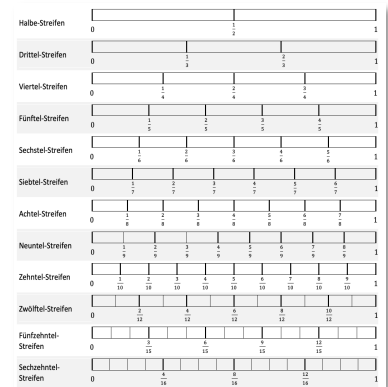 Halbe-Streifen
0 1/2 1
Drittel-Streifen
0 1/3 2/3 1
Viertel-Streifen
0 1/4 2/4 3/4 1
Fünftel-Streifen
0 1/5 2/5 3/5 4/5 1
Sechstel-Streifen
0 1/6 2/6 3/6 4/6 5/6 1
Siebtel-Streifen
0 1/7 2/7 3/7 4/7 5/7 6/7 1
Achtel-Streifen
0 1/8 2/8 3/8 4/8 5/8 6/8 7/8 1
Neuntel-Streifen
0 1/9 2/9 3/9 4/9 5/9 6/9 7/9 8/9 1
Zehntel-Streifen
0 1/10 2/10 3/10 4/10 5/10 6/10 7/10 8/10 9/10 1
Zwölftel-Streifen
0 2/12 4/12 6/12 8/12 10/12 1
Fünfzehntel-
Streifen
0 3/15 6/15 9/15 12/15 1
Sechzehntel-
Streifen
0 4/16 8/16 12/16 1